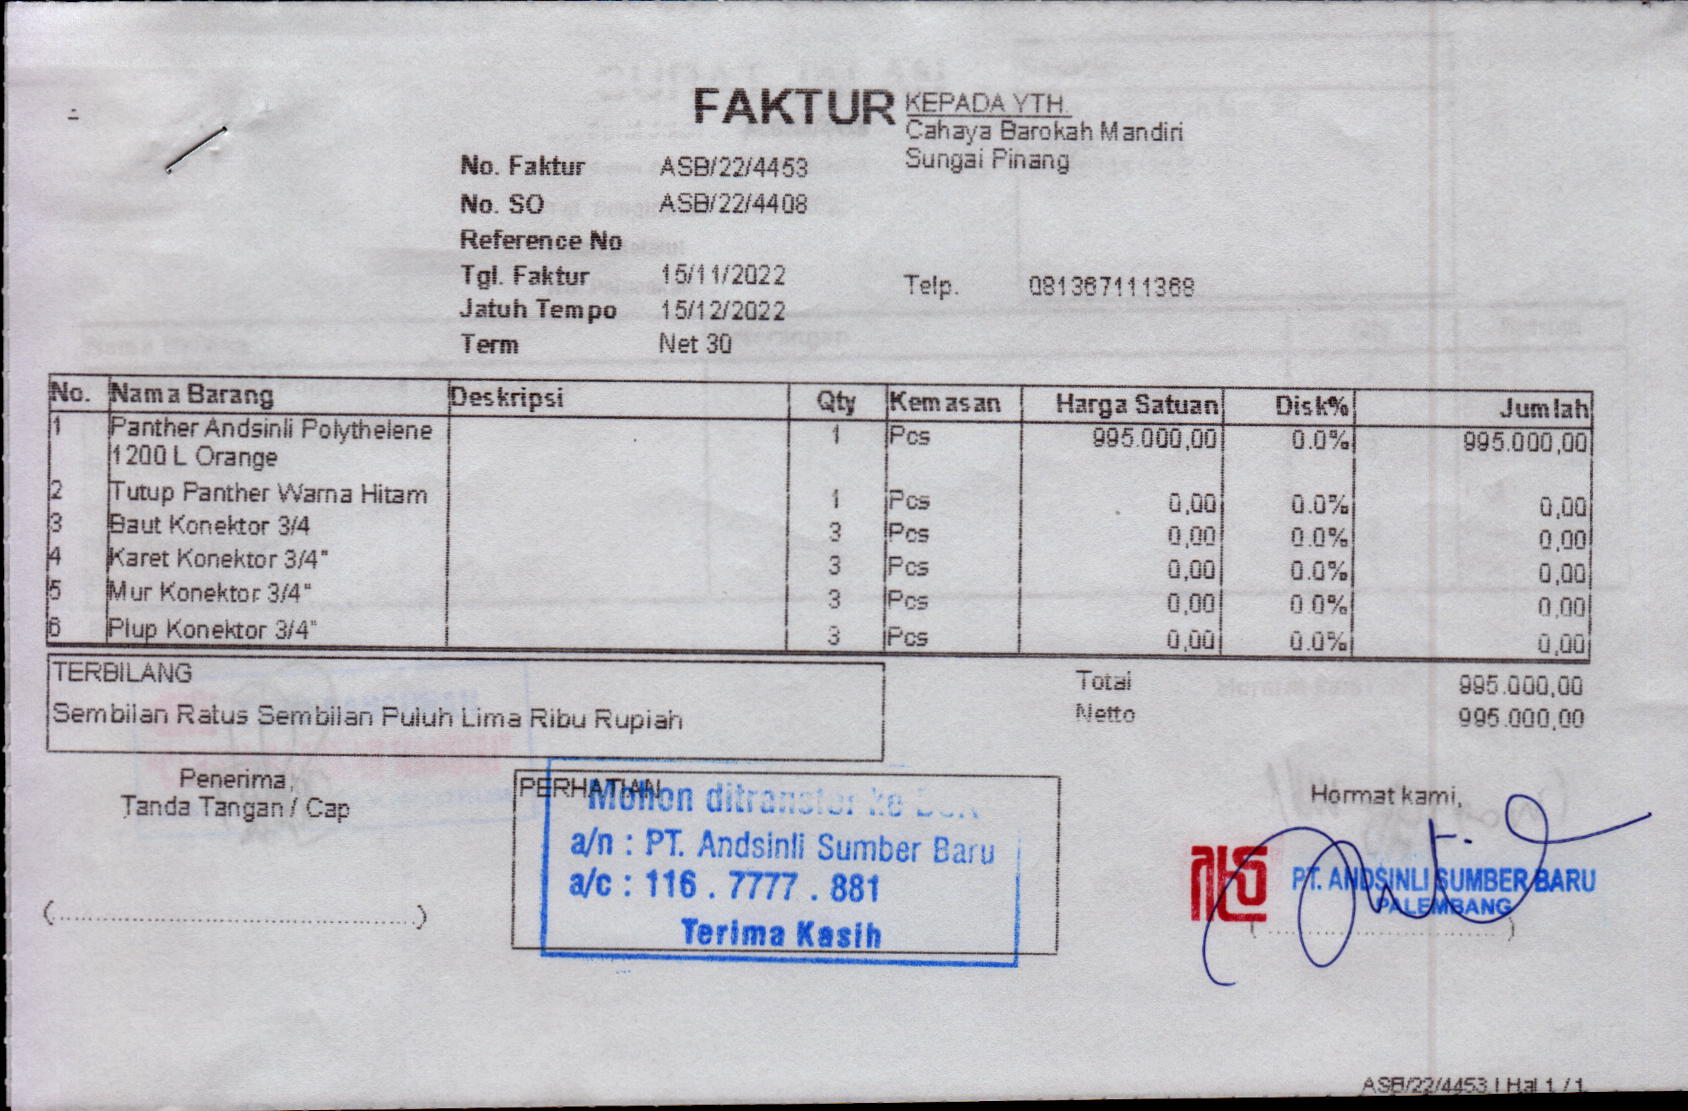 FAKTUR
KEPADA YTH.
Cahaya Barokah Mandiri
Sungai Pinang
No. Faktur ASB/22/4453
No. SO ASB/22/4408
Reference No
Tgl. Faktur 15/11/2022
Telp. 081367111368
Jatuh Tempo 15/12/2022
Term Net 30
No. Nama Barang Deskripsi Qty Kemasan Harga Satuan Disk% Jumlah
1 Panther Andsinli Polythelene 1 Pcs 995.000,00 0.0% 995.000,00
1200 L Orange
2 Tutup Panther Warna Hitam 1 Pcs 0,00 0.0% 0,00
3 Baut Konektor 3/4 3 Pcs 0,00 0.0% 0,00
4 Karet Konektor 3/4" 3 Pcs 0,00 0.0% 0,00
5 Mur Konektor 3/4" 3 Pcs 0,00 0.0% 0,00
6 Plup Konektor 3/4" 3 Pcs 0,00 0.0% 0,00
TERBILANG
Sembilan Ratus Sembilan Puluh Lima Ribu Rupiah
Total 995.000,00
Netto 995.000,00
Penerima,
Tanda Tangan / Cap
(....................)
PERHATIAN
Mohon ditransfer ke
a/n : PT. Andsinli Sumber Baru
a/c : 116 . 7777 . 881
Terima Kasih
Hormat kami,
PT. ANDSINLI SUMBER BARU
PALEMBANG
(....................)
ASB/22/4453 | Hal 1 / 1